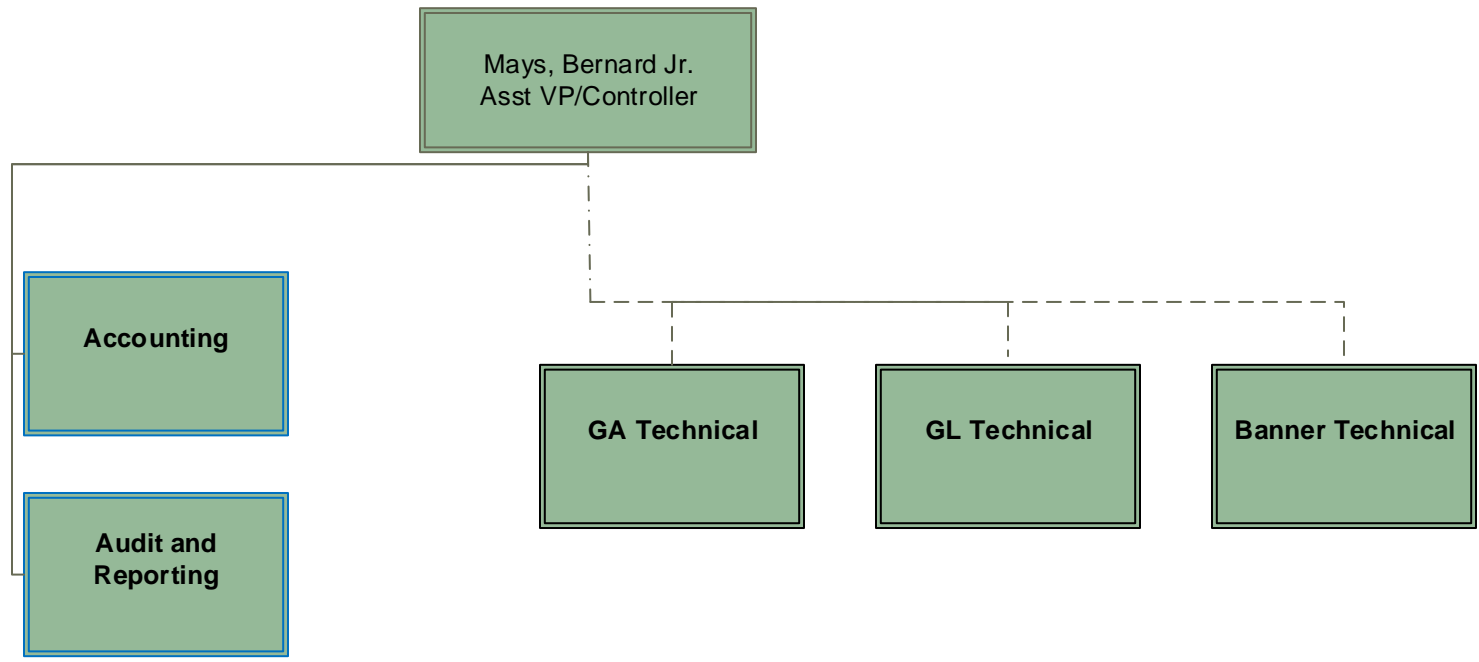 Mays, Bernard Jr.
Asst VP/Controller
Accounting
Audit and
Reporting
GA Technical
GL Technical
Banner Technical